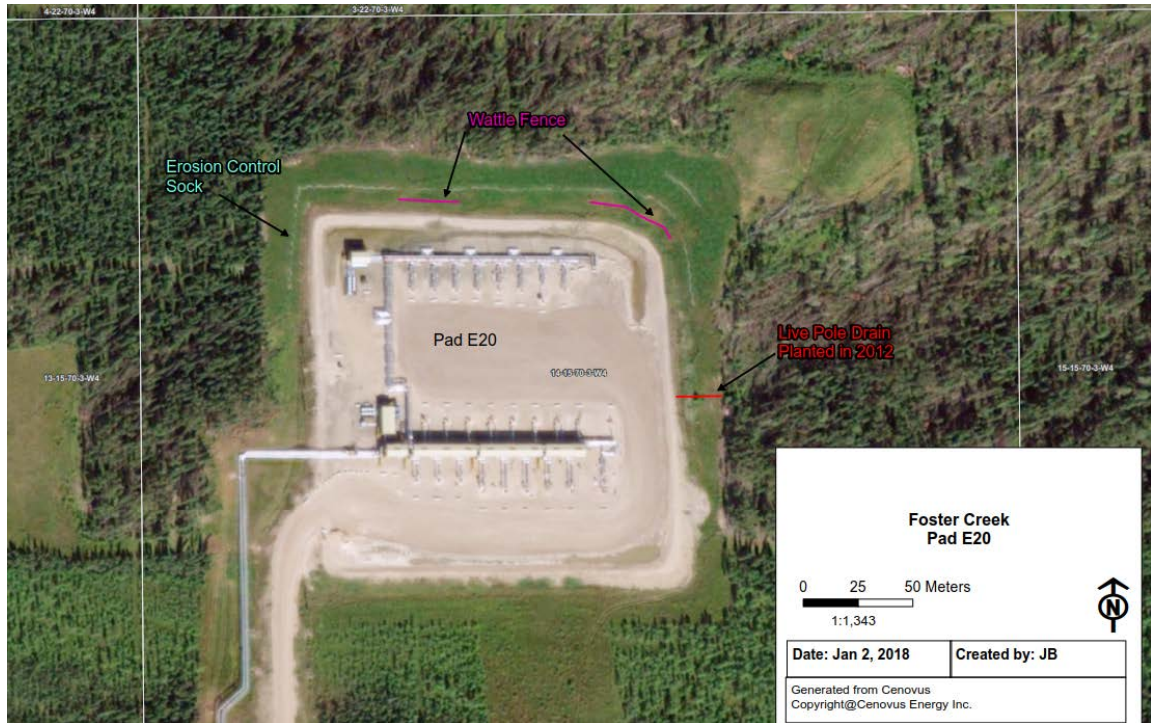 4-22-70-3-W4
3-22-70-3-W4
Wattle Fence
Erosion Control
Sock
Pad E20
Live Pole Drain
Planted in 2012
13-15-70-3-W4
14-15-70-3-W4
15-15-70-3-W4
Foster Creek
Pad E20
0 25 50 Meters
1:1,343
N
Date: Jan 2, 2018
Created by: JB
Generated from Cenovus
Copyright@Cenovus Energy Inc.